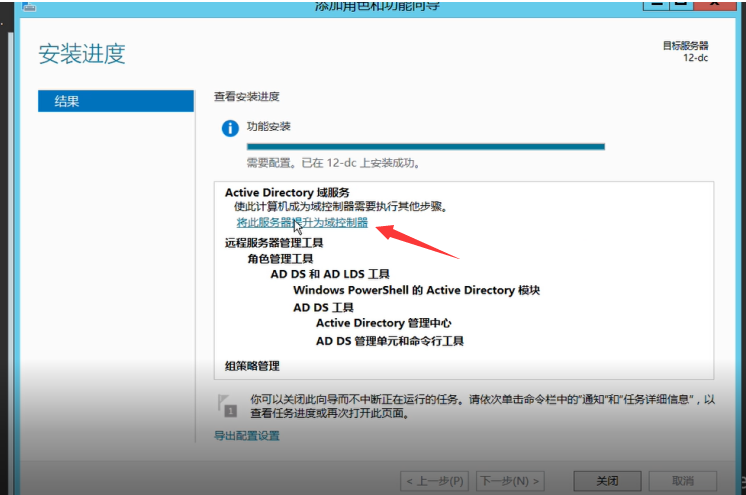 添加角色和功能向导
安装进度
目标服务器
12-dc
结果
查看安装进度
功能安装
需要配置。已在 12-dc 上安装成功。
Active Directory 域服务
使此计算机成为域控制器需要执行其他步骤。
将此服务器提升为域控制器
远程服务器管理工具
角色管理工具
AD DS 和 AD LDS 工具
Windows PowerShell 的 Active Directory 模块
AD DS 工具
Active Directory 管理中心
AD DS 管理单元和命令行工具
组策略管理
1
你可以关闭此向导而不中断正在运行的任务。请依次单击命令栏中的"通知"和"任务详细信息"，以
查看任务进度或再次打开此页面。
导出配置设置
< 上一步(P)
下一步(N) >
关闭
取消